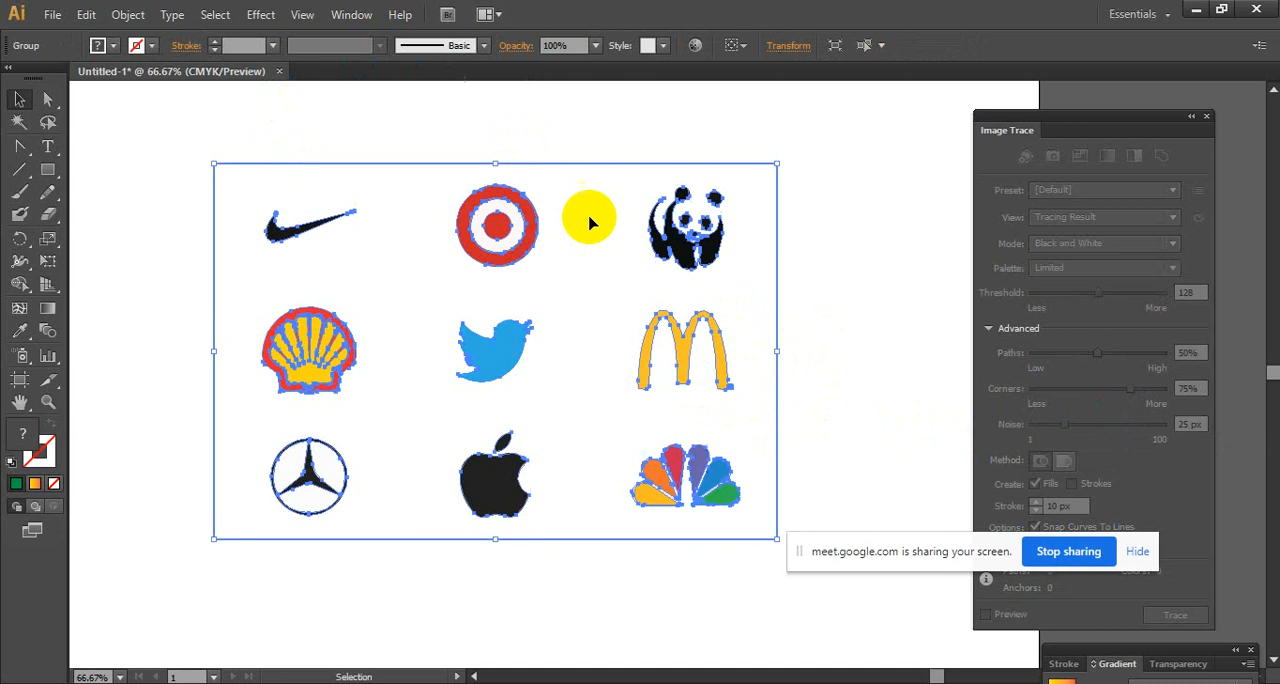 Ai File Edit Object Type Select Effect View Window Help Br Essentials
Group ? Stroke: Basic Opacity: 100% Style: Transform
Untitled-1* @ 66.67% (CMYK/Preview) ×
Image Trace
Preset: [Default]
View: Tracing Result
Mode: Black and White
Palette: Limited
Threshold: 128
Less More
Advanced
Paths: 50%
Low High
Corners: 75%
Less More
Noise: 25 px
1 100
Method:
Create: Fills Strokes
Stroke: 10 px
Options: Snap Curves To Lines
meet.google.com is sharing your screen. Stop sharing Hide
Anchors: 0
Preview Trace
?
Stroke Gradient Transparency
66.67% 1 Selection